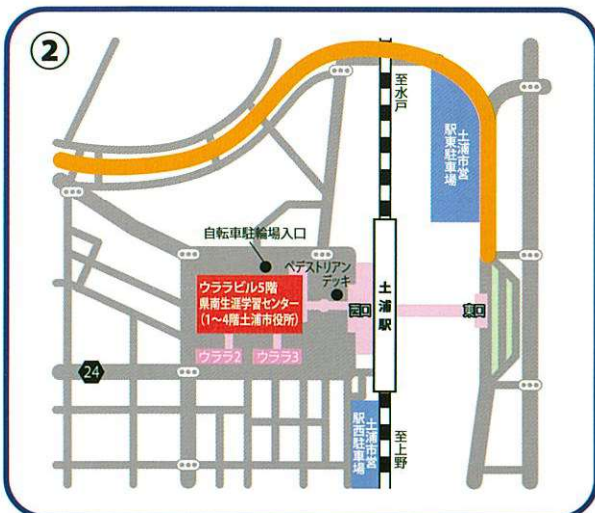 ②
至水戸
土浦市営
駅東駐車場
自転車駐輪場入口
ペデストリアン
デッキ
ウララビル5階
県南生涯学習センター
(1~4階土浦市役所)
西口
土浦駅
東口
ウララ2
ウララ3
24
土浦市営
駅西駐車場
至上野